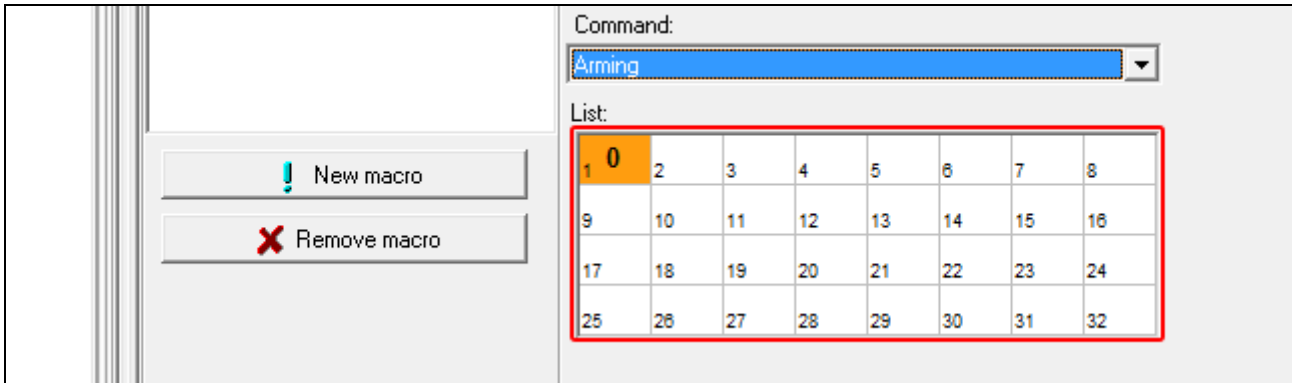 Command:
Arming
List:
1 0 2 3 4 5 6 7 8
New macro
9 10 11 12 13 14 15 16
Remove macro
17 18 19 20 21 22 23 24
25 26 27 28 29 30 31 32